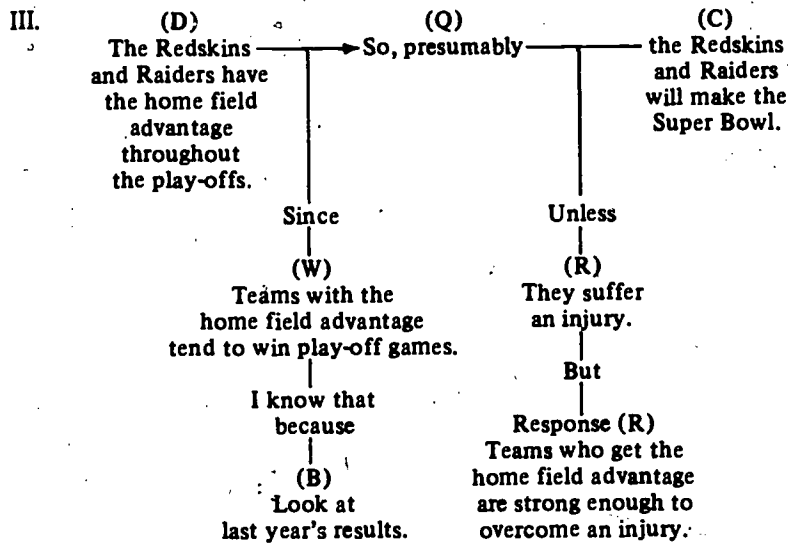 III.
(D)
The Redskins
and Raiders have
the home field
advantage
throughout
the play-offs.
(Q)
So, presumably
(C)
the Redskins
and Raiders
will make the
Super Bowl.
Since
(W)
Teams with the
home field advantage
tend to win play-off games.
I know that
because
(B)
Look at
last year's results.
Unless
(R)
They suffer
an injury.
But
Response (R)
Teams who get the
home field advantage
are strong enough to
overcome an injury.